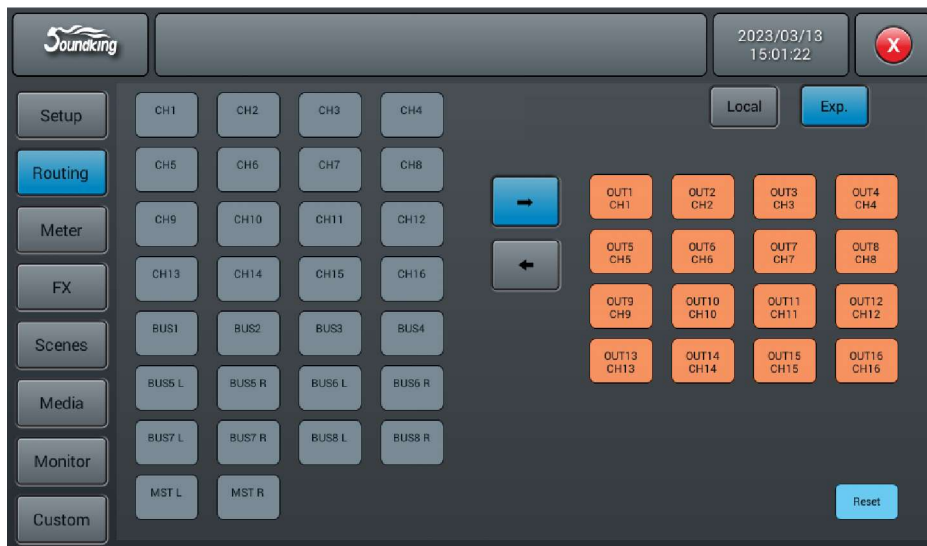 Soundking
2023/03/13
15:01:22
X
Local
Exp.
Setup
Routing
Meter
FX
Scenes
Media
Monitor
Custom
CH1 CH2 CH3 CH4
CH5 CH6 CH7 CH8
CH9 CH10 CH11 CH12
CH13 CH14 CH15 CH16
BUS1 BUS2 BUS3 BUS4
BUS5 L BUS5 R BUS6 L BUS6 R
BUS7 L BUS7 R BUS8 L BUS8 R
MST L MST R
OUT1 OUT2 OUT3 OUT4
CH1 CH2 CH3 CH4
OUT5 OUT6 OUT7 OUT8
CH5 CH6 CH7 CH8
OUT9 OUT10 OUT11 OUT12
CH9 CH10 CH11 CH12
OUT13 OUT14 OUT15 OUT16
CH13 CH14 CH15 CH16
Reset